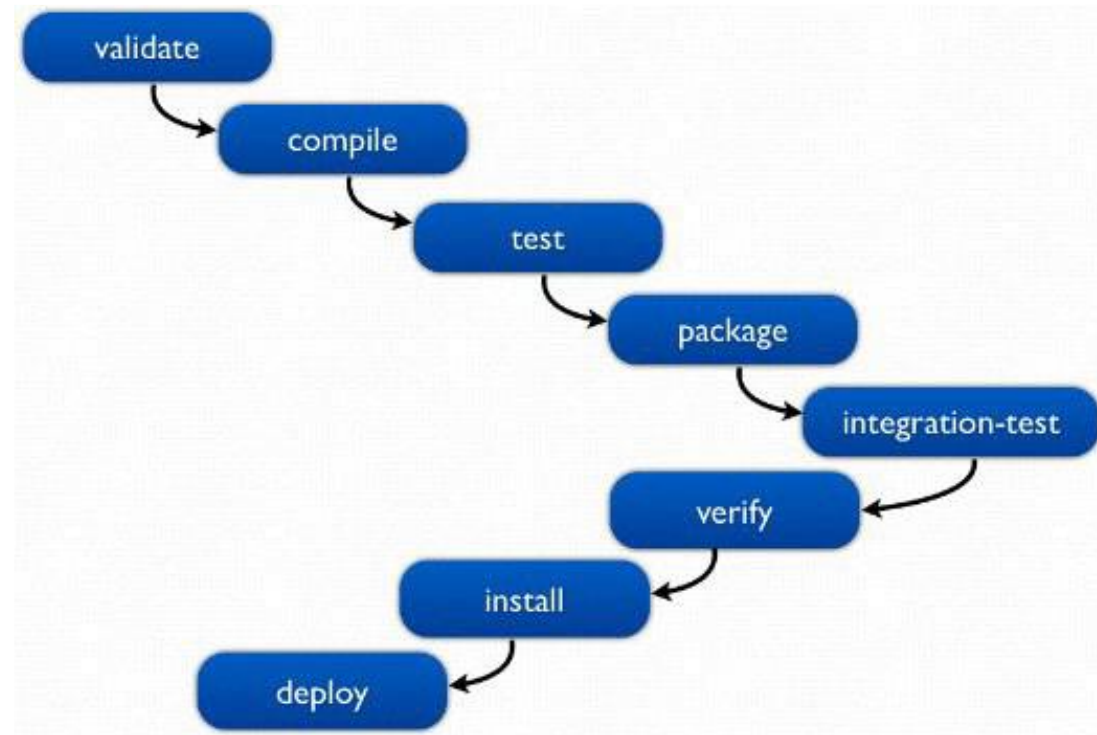 validate
compile
test
package
integration-test
verify
install
deploy